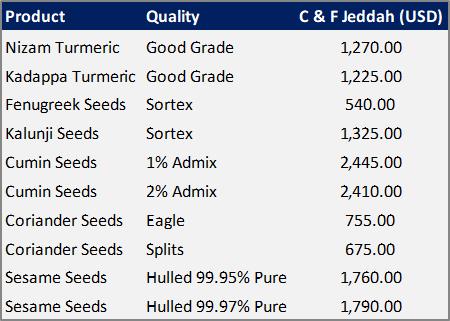 Product Quality C & F Jeddah (USD)
Nizam Turmeric Good Grade 1,270.00
Kadappa Turmeric Good Grade 1,225.00
Fenugreek Seeds Sortex 540.00
Kalunji Seeds Sortex 1,325.00
Cumin Seeds 1% Admix 2,445.00
Cumin Seeds 2% Admix 2,410.00
Coriander Seeds Eagle 755.00
Coriander Seeds Splits 675.00
Sesame Seeds Hulled 99.95% Pure 1,760.00
Sesame Seeds Hulled 99.97% Pure 1,790.00